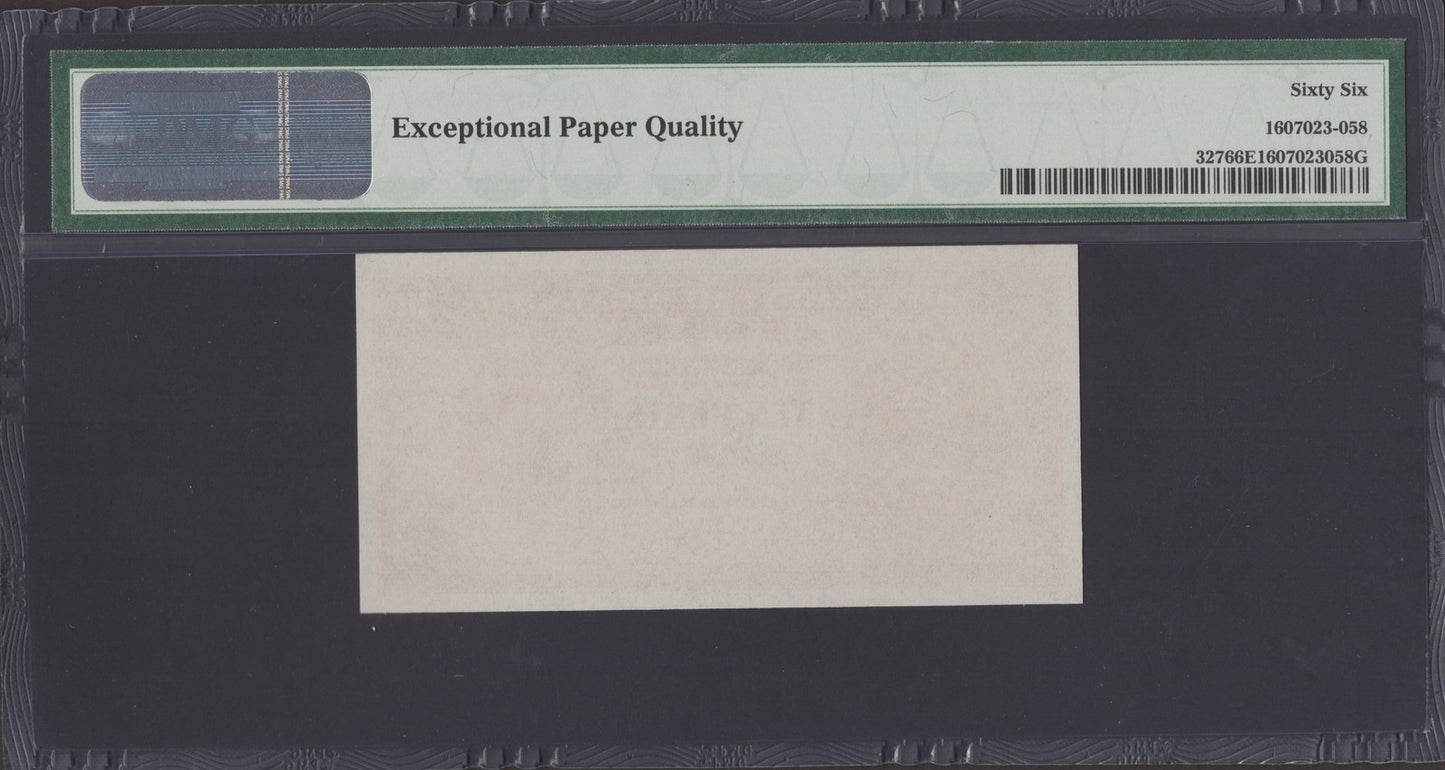 Exceptional Paper Quality
Sixty Six
1607023-058
32766E1607023058G